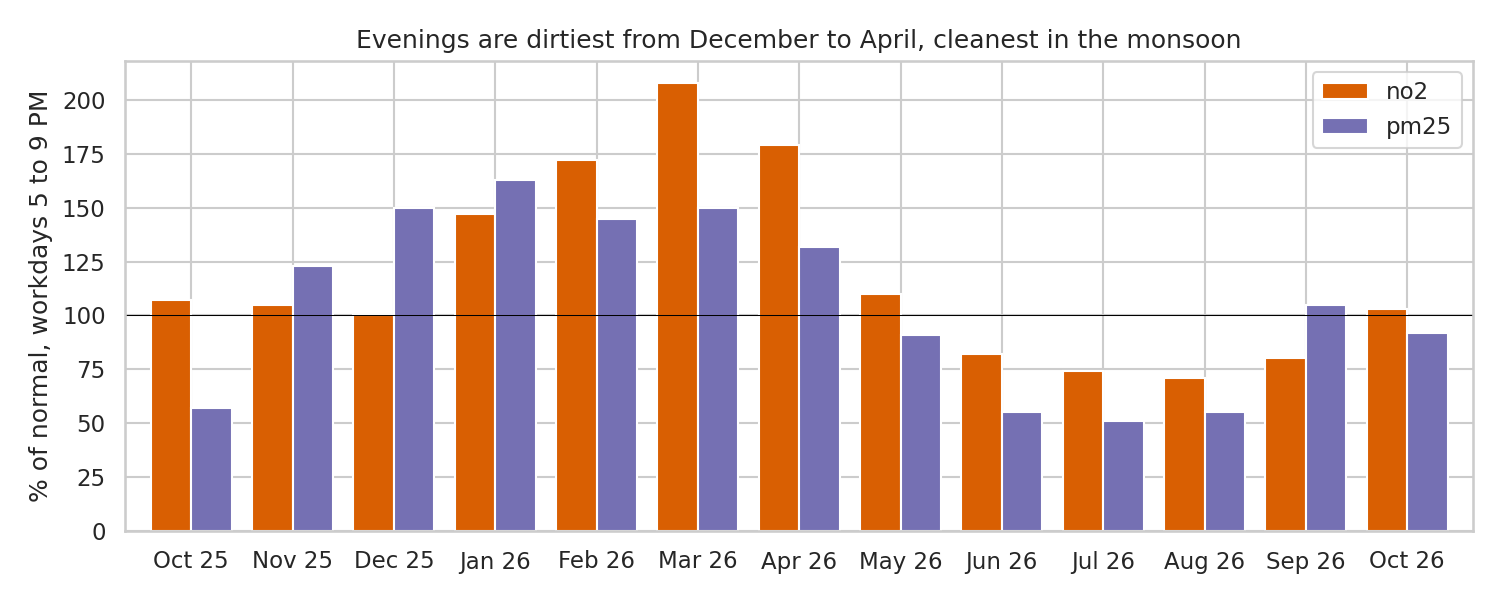 Evenings are dirtiest from December to April, cleanest in the monsoon
% of normal, workdays 5 to 9 PM
200
175
150
125
100
75
50
25
0
no2
pm25
Oct 25 Nov 25 Dec 25 Jan 26 Feb 26 Mar 26 Apr 26 May 26 Jun 26 Jul 26 Aug 26 Sep 26 Oct 26